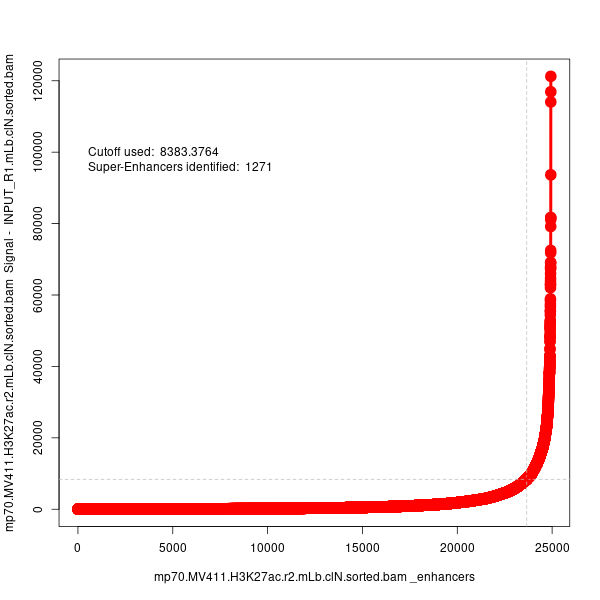 Cutoff used: 8383.3764
Super-Enhancers identified: 1271
mp70.MV411.H3K27ac.r2.mLb.clN.sorted.bam Signal - INPUT_R1.mLb.clN.sorted.bam
120000
100000
80000
60000
40000
20000
0
0 5000 10000 15000 20000 25000
mp70.MV411.H3K27ac.r2.mLb.clN.sorted.bam _enhancers